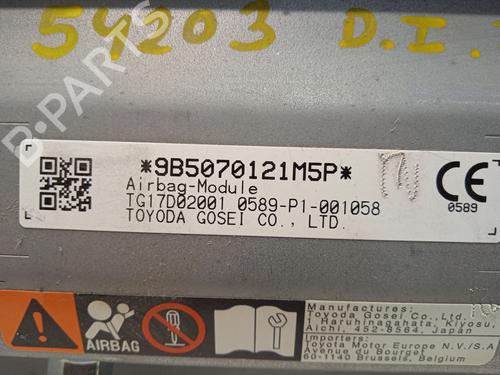 54203 D.I.
B-PARTS
*9B5070121M5P*
Airbag-Module
TG17D02001 0589-P1-001058
TOYODA GOSEI CO., LTD.
CE
0589
AIRBAG
Manufacturers:
Toyoda Gosei Co.,Ltd.
1 Haruhinagahata, Kiyosu,
Aichi, 452-8564, Japan
Importers:
Toyota Motor Europe N.V./S.A
Avenue du Bourget
60-1140 Brussels, Belgium